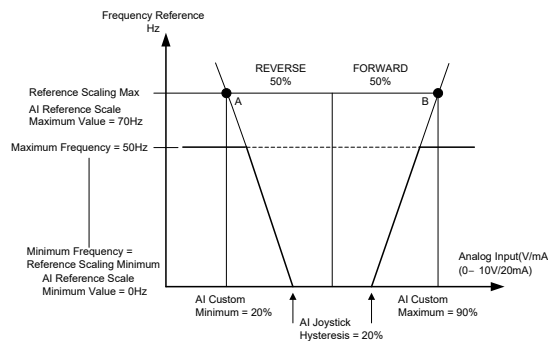 Frequency Reference
Hz
REVERSE
50%
FORWARD
50%
Reference Scaling Max
A
B
AI Reference Scale
Maximum Value = 70Hz
Maximum Frequency = 50Hz
Minimum Frequency =
Reference Scaling Minimum
AI Reference Scale
Minimum Value = 0Hz
Analog Input(V/mA
(0– 10V/20mA)
AI Custom
Minimum = 20%
AI Custom
Maximum = 90%
AI Joystick
Hysteresis = 20%